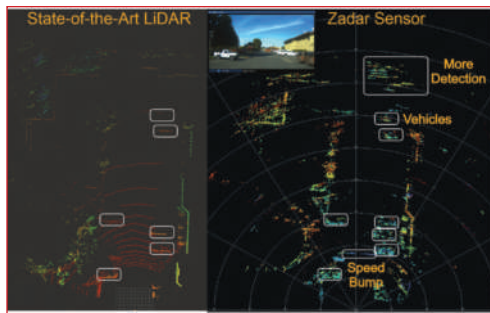 State-of-the-Art LiDAR
Zadar Sensor
More
Detection
Vehicles
Speed
Bump